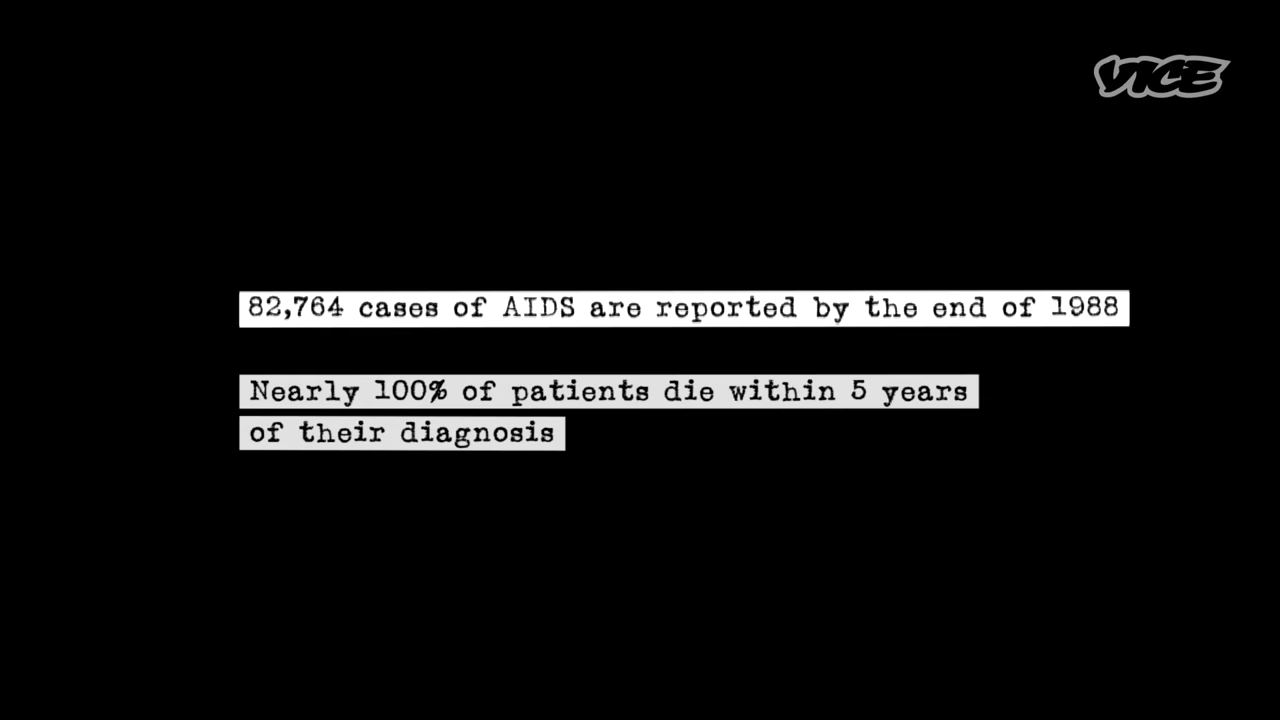 VICE
82,764 cases of AIDS are reported by the end of 1988
Nearly 100% of patients die within 5 years
of their diagnosis